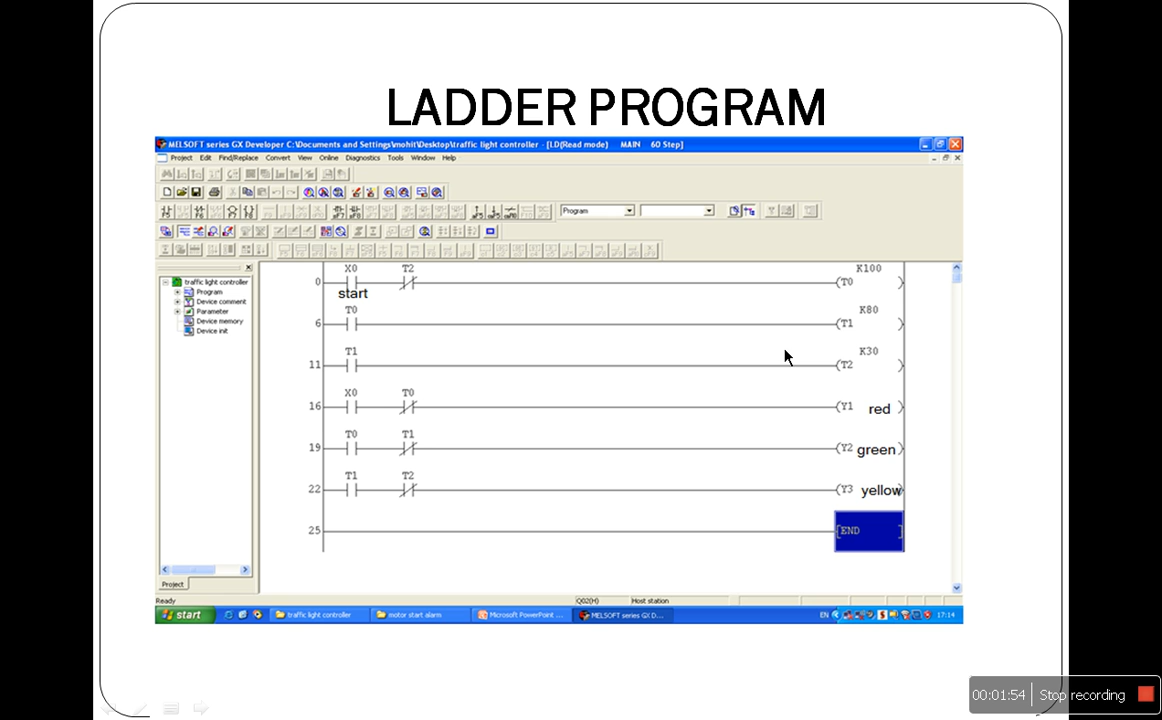 LADDER PROGRAM
MELSOFT series GX Developer C:\Documents and Settings\mohit\Desktop\traffic light controller - [LD(Read mode) MAIN 60 Step]
Project Edit Find/Replace Convert View Online Diagnostics Tools Window Help
Program
traffic light controller
Program
Device comment
Parameter
Device memory
Device init
Project
X0 T2 K100
0 (T0 )
start
T0 K80
6 (T1 )
T1 K30
11 (T2 )
X0 T0
16 (Y1 red )
T0 T1
19 (Y2 green )
T1 T2
22 (Y3 yellow )
25 [END ]
Ready Q02(H) Host station
start traffic light controller motor start alarm Microsoft PowerPoint ... MELSOFT series GX D... EN 17:14
00:01:54 Stop recording